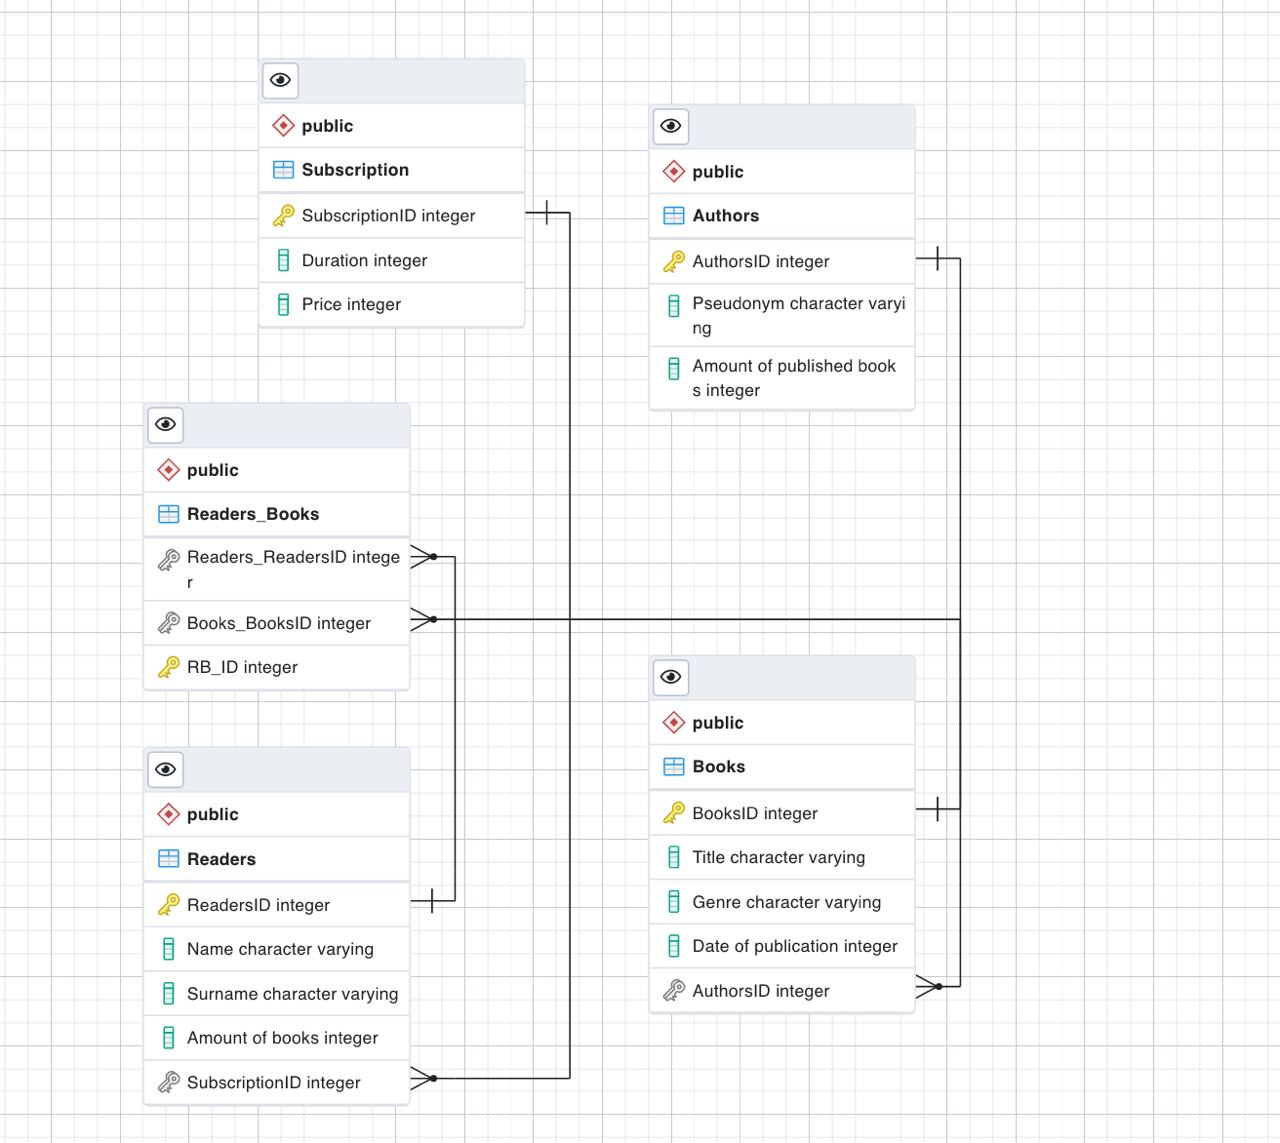 public
Subscription
SubscriptionID integer
Duration integer
Price integer
public
Authors
AuthorsID integer
Pseudonym character varyi
ng
Amount of published book
s integer
public
Readers_Books
Readers_ReadersID intege
r
Books_BooksID integer
RB_ID integer
public
Books
BooksID integer
Title character varying
Genre character varying
Date of publication integer
AuthorsID integer
public
Readers
ReadersID integer
Name character varying
Surname character varying
Amount of books integer
SubscriptionID integer